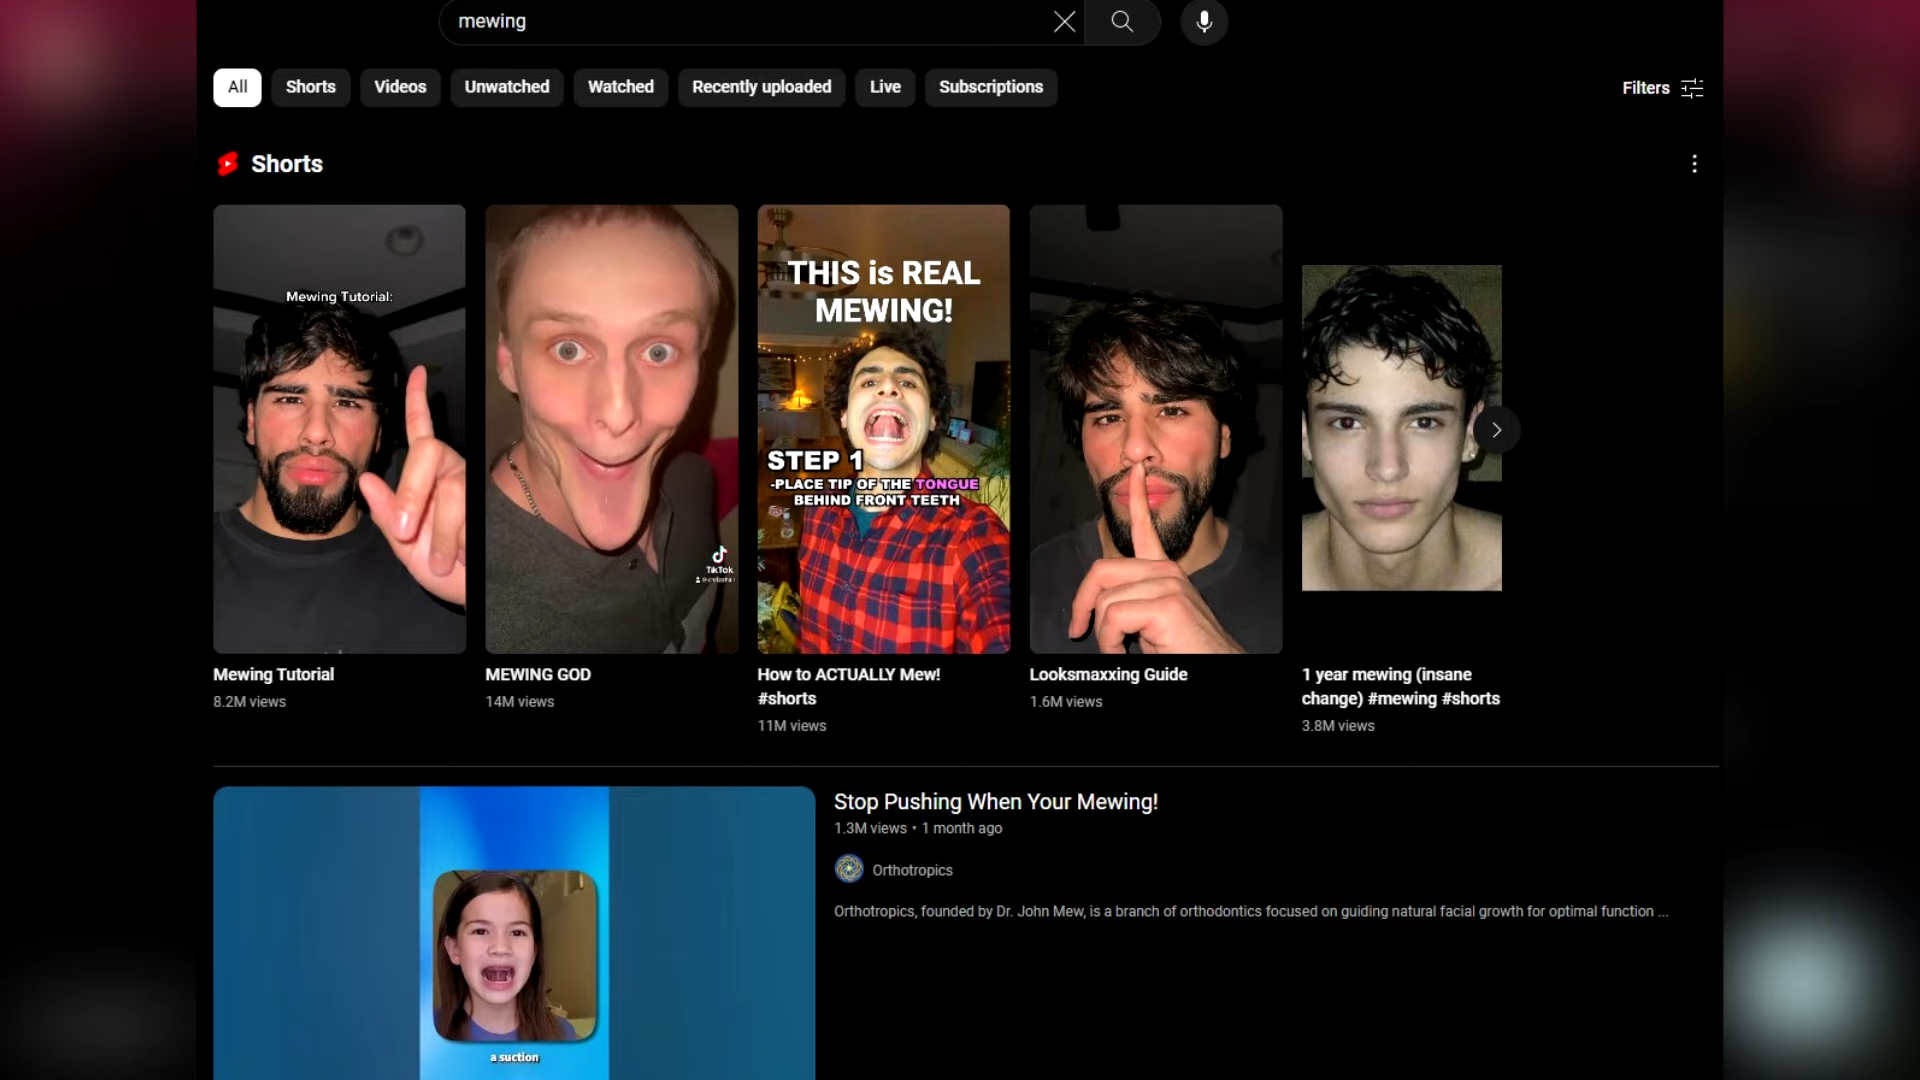 mewing
All
Shorts
Videos
Unwatched
Watched
Recently uploaded
Live
Subscriptions
Filters
Shorts
Mewing Tutorial:
TikTok
THIS is REAL
MEWING!
STEP 1
-PLACE TIP OF THE TONGUE
BEHIND FRONT TEETH
Mewing Tutorial
8.2M views
MEWING GOD
14M views
How to ACTUALLY Mew!
#shorts
11M views
Looksmaxxing Guide
1.6M views
1 year mewing (insane
change) #mewing #shorts
3.8M views
Stop Pushing When Your Mewing!
1.3M views • 1 month ago
Orthotropics
Orthotropics, founded by Dr. John Mew, is a branch of orthodontics focused on guiding natural facial growth for optimal function ...
a suction